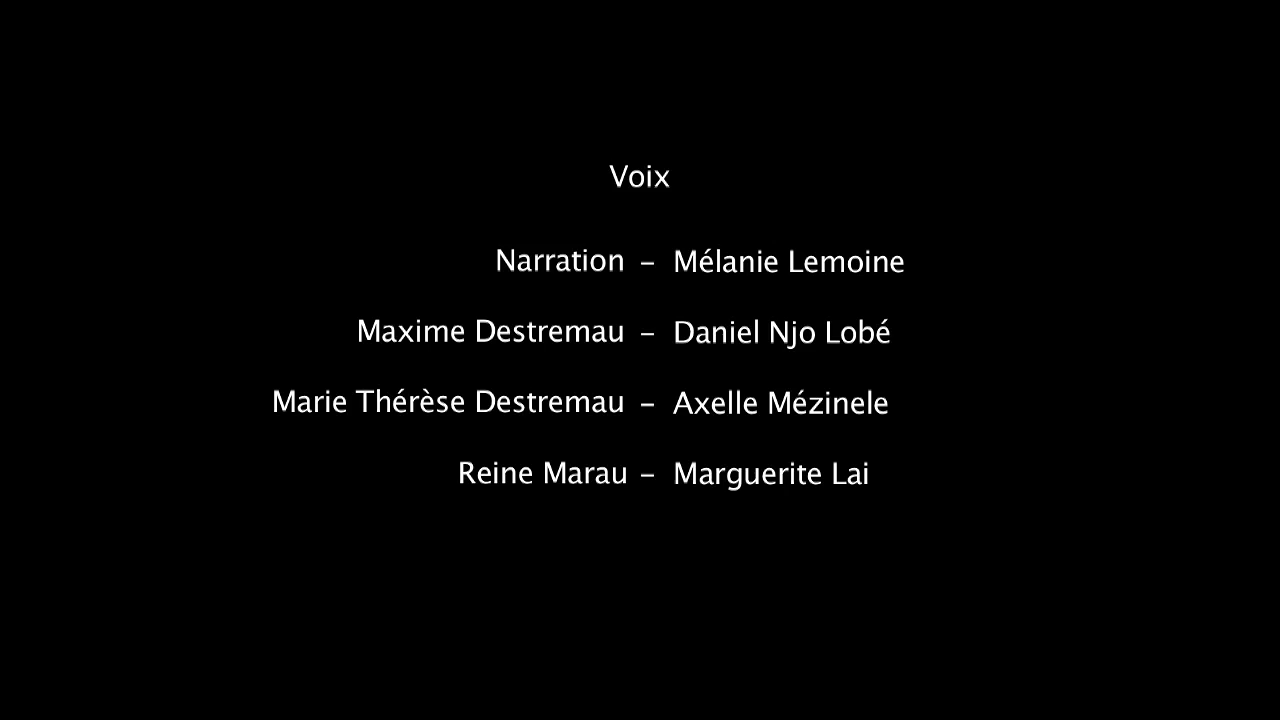 Voix
Narration – Mélanie Lemoine
Maxime Destremau – Daniel Njo Lobé
Marie Thérèse Destremau – Axelle Mézinele
Reine Marau – Marguerite Lai